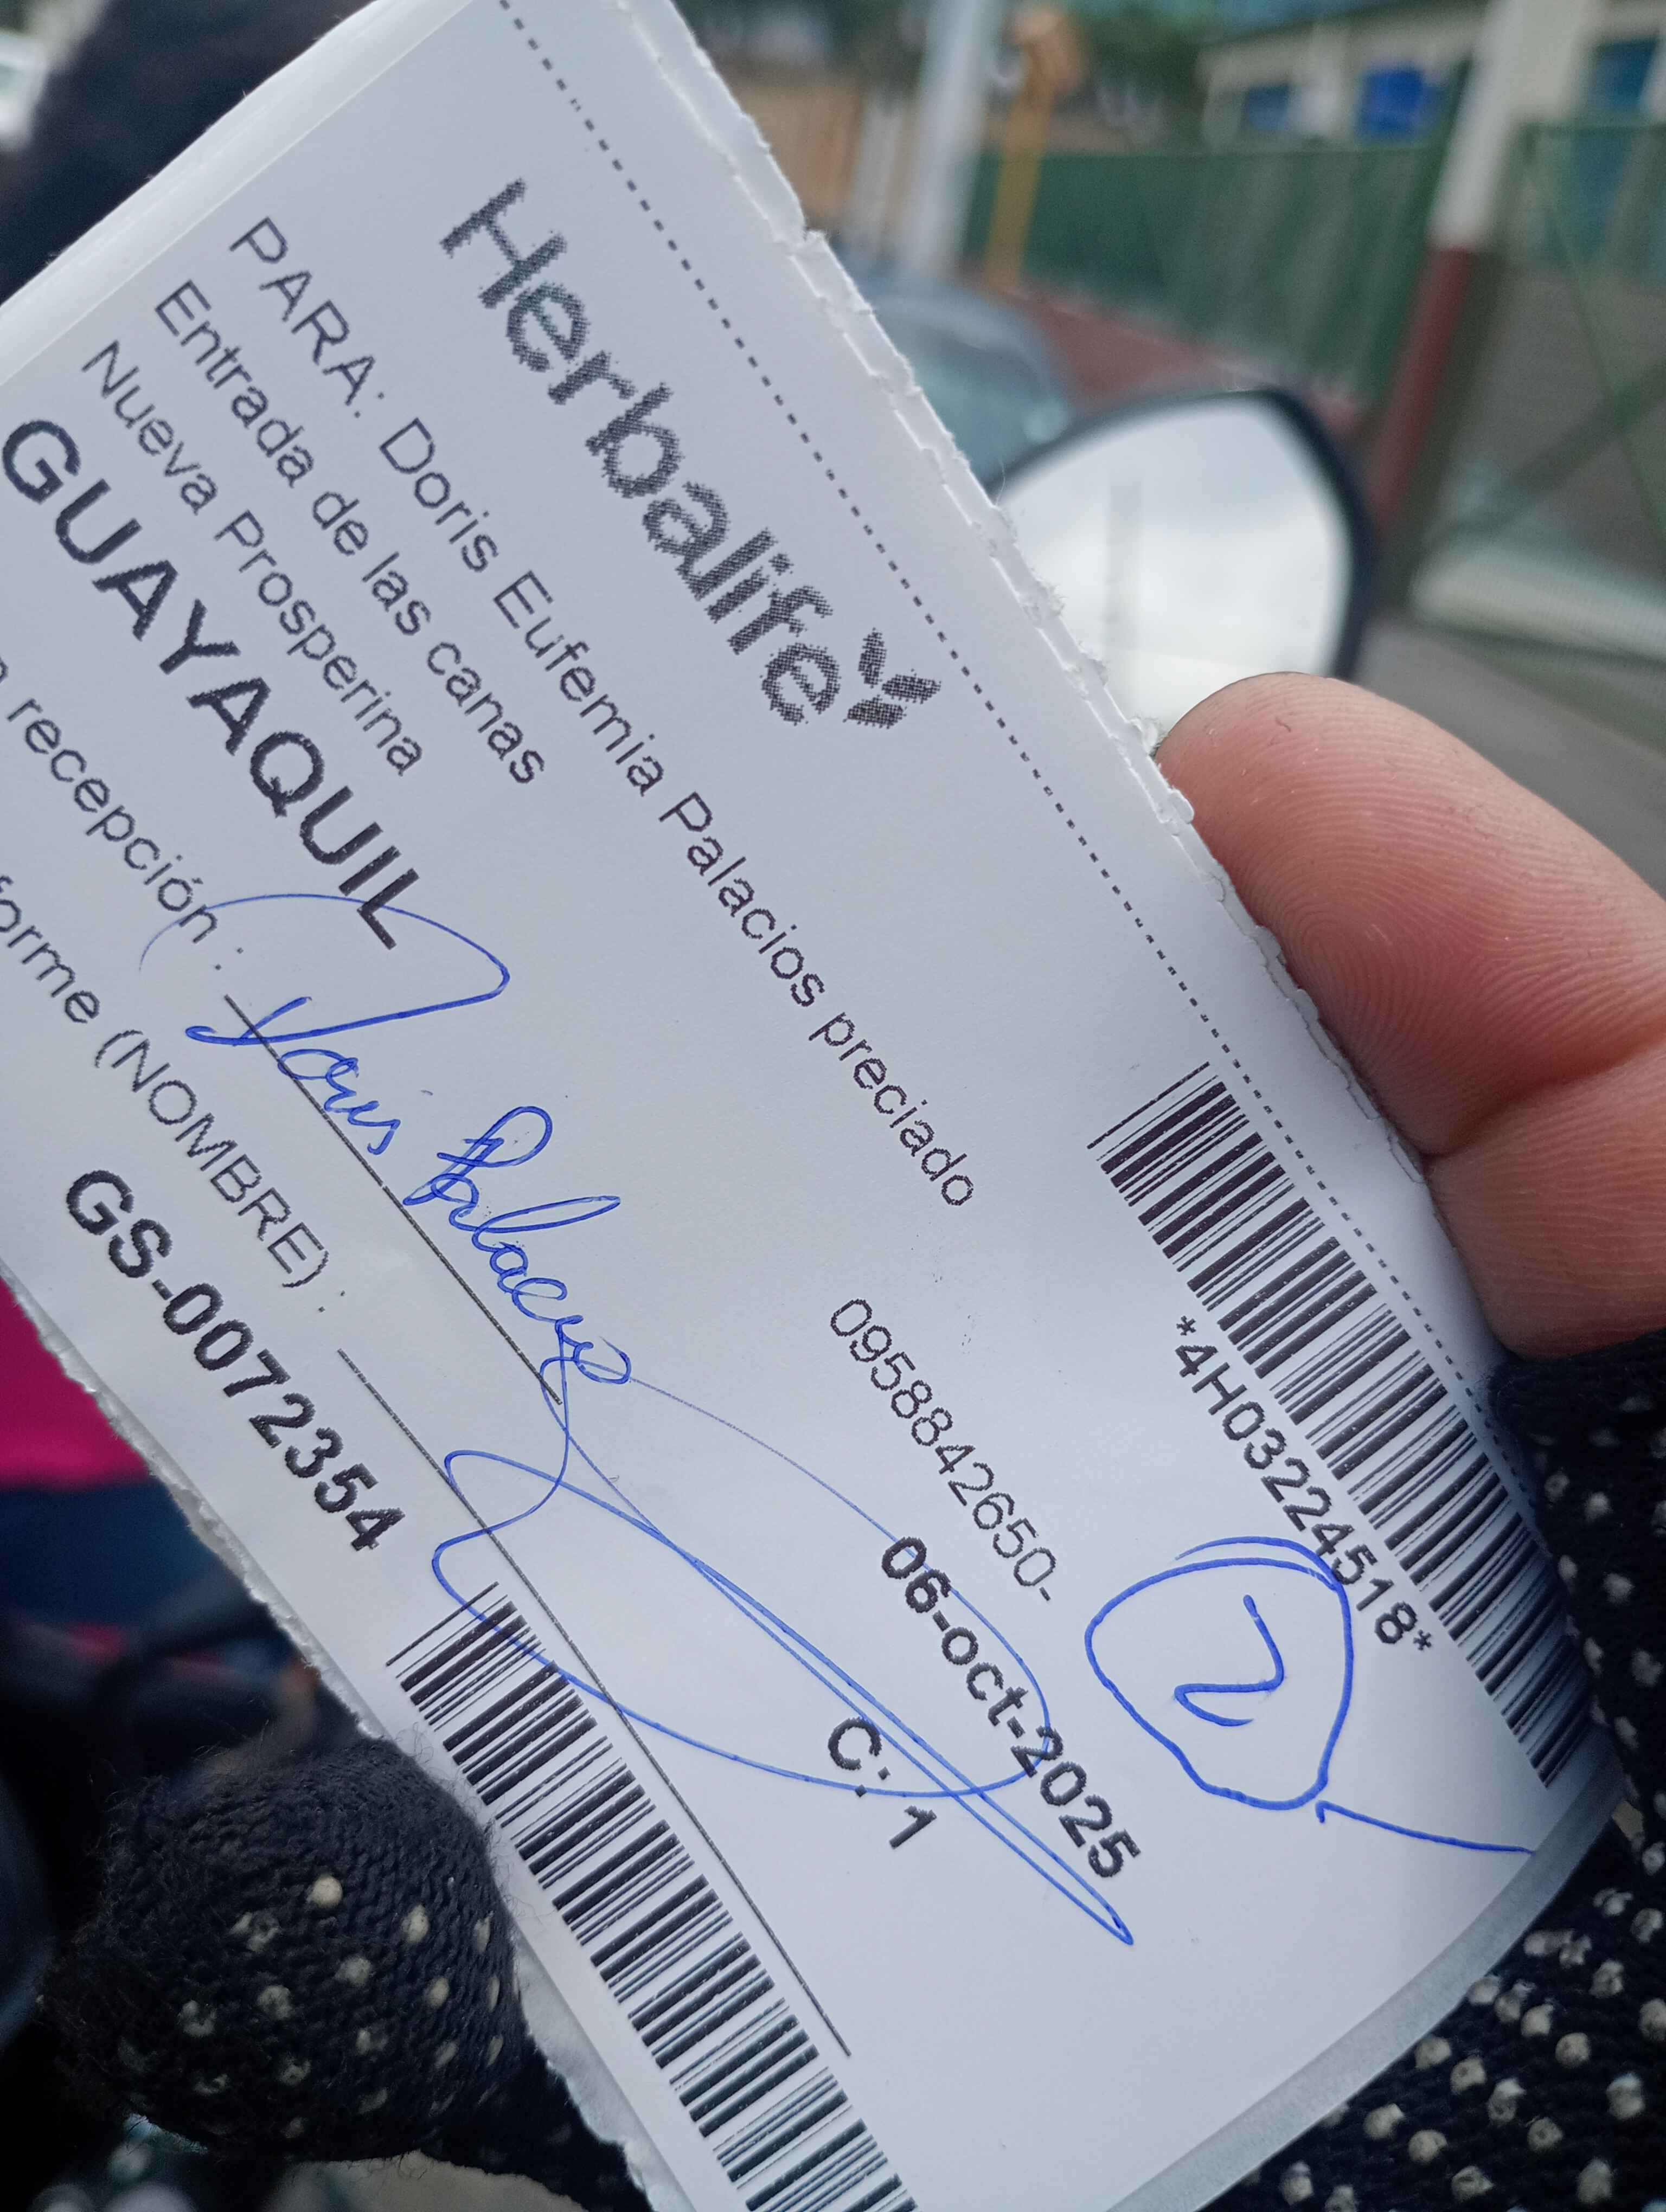 Herbalife
*4H03224518*
2
PARA: Doris Eufemia Palacios preciado
Entrada de las canas
0958842650-
Nueva Prosperina
06-oct-2025
GUAYAQUIL
C: 1
recepción :
Doris Palacios
forme (NOMBRE) :
GS-0072354